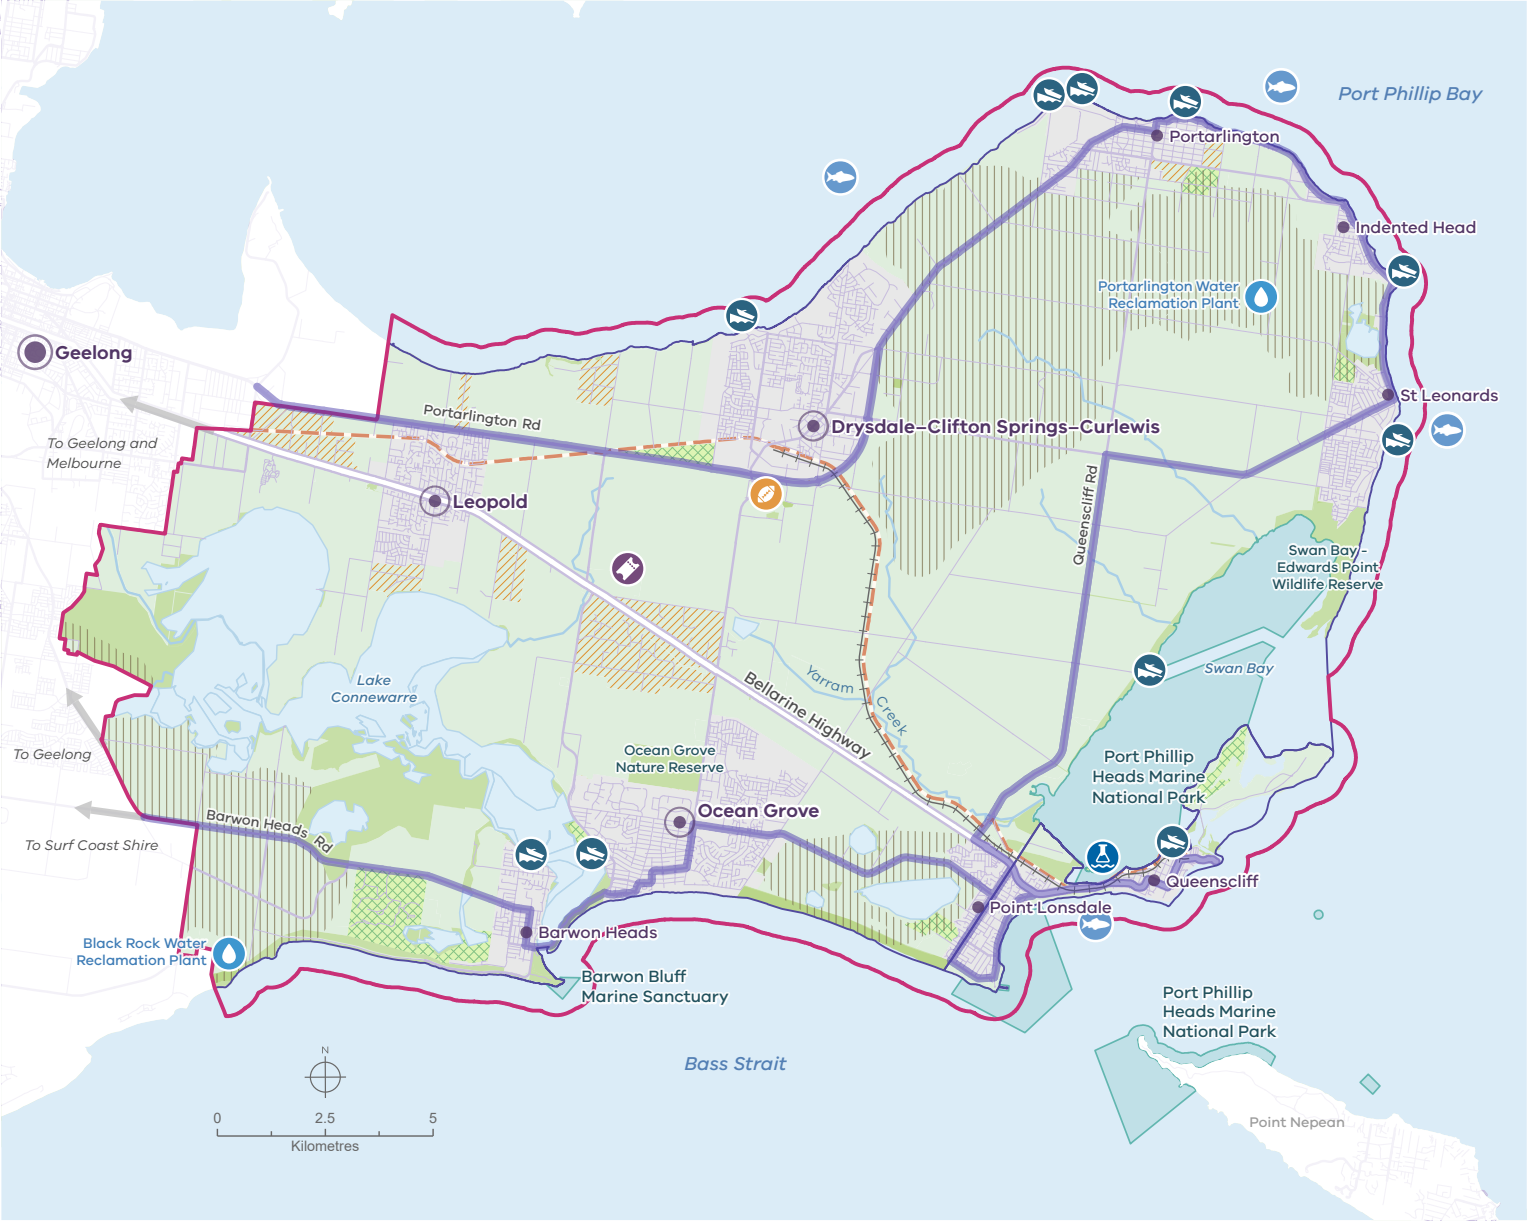 Port Phillip Bay
Portarlington
Indented Head
Portarlington Water
Reclamation Plant
Geelong
St Leonards
Portarlington Rd
Drysdale–Clifton Springs–Curlewis
To Geelong and
Melbourne
Leopold
Queenscliff Rd
Swan Bay -
Edwards Point
Wildlife Reserve
Swan Bay
Lake
Connewarre
Yarram
Creek
Bellarine Highway
To Geelong
Ocean Grove
Nature Reserve
Port Phillip
Heads Marine
National Park
Ocean Grove
Barwon Heads Rd
To Surf Coast Shire
Queenscliff
Point Lonsdale
Barwon Heads
Black Rock Water
Reclamation Plant
Barwon Bluff
Marine Sanctuary
Port Phillip
Heads Marine
National Park
Bass Strait
N
0 2.5 5
Kilometres
Point Nepean